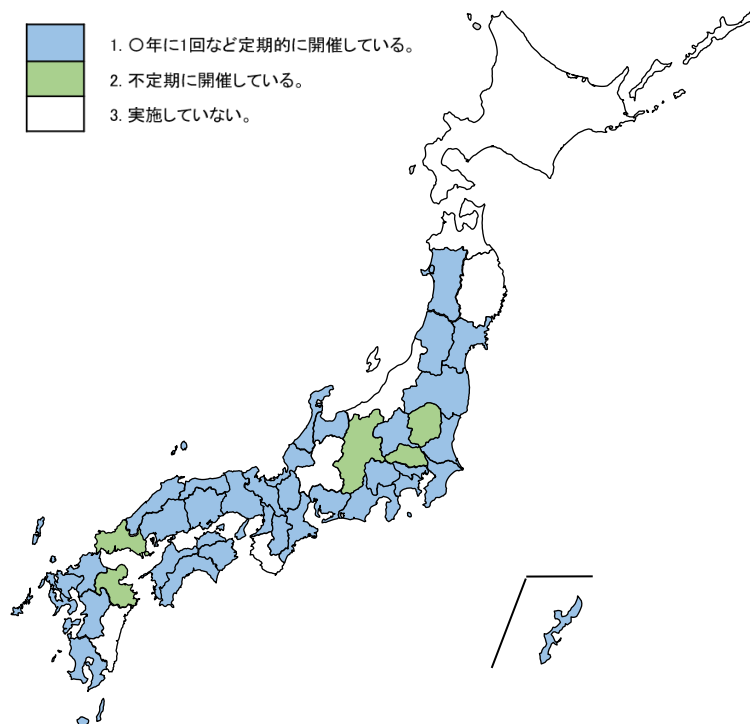 1. 〇年に1回など定期的に開催している。
2. 不定期に開催している。
3. 実施していない。